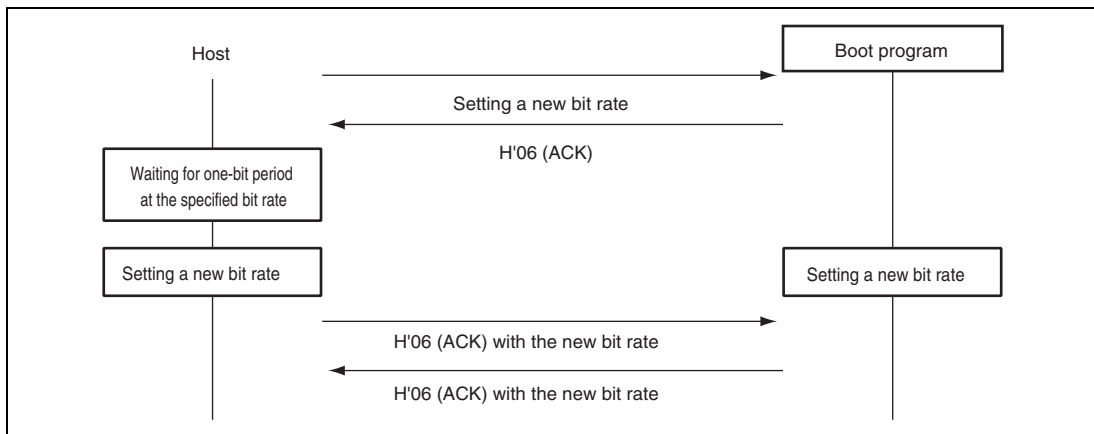 Host
Boot program
Setting a new bit rate
H'06 (ACK)
Waiting for one-bit period
at the specified bit rate
Setting a new bit rate
Setting a new bit rate
H'06 (ACK) with the new bit rate
H'06 (ACK) with the new bit rate